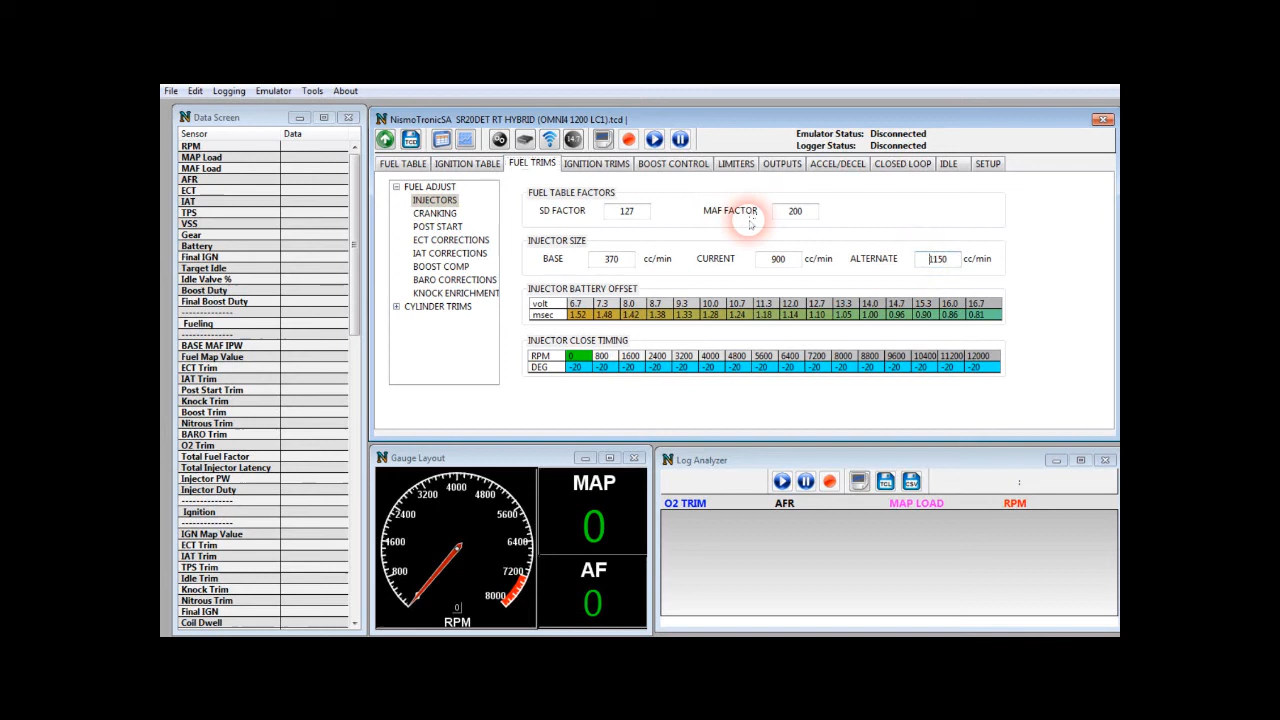 File Edit Logging Emulator Tools About
Data Screen
Sensor Data
RPM
MAP Load
MAF Load
AFR
ECT
IAT
TPS
VSS
Gear
Battery
Final IGN
Target Idle
Idle Valve %
Boost Duty
Final Boost Duty
--------------
Fueling
--------------
BASE MAF IPW
Fuel Map Value
ECT Trim
IAT Trim
Post Start Trim
Knock Trim
Boost Trim
Nitrous Trim
BARO Trim
O2 Trim
Total Fuel Factor
Total Injector Latency
Injector PW
Injector Duty
--------------
Ignition
--------------
IGN Map Value
ECT Trim
IAT Trim
TPS Trim
Idle Trim
Knock Trim
Nitrous Trim
Final IGN
Coil Dwell
NismoTronicSA SR20DET RT HYBRID (OMNI4 1200 LC1).tcd |
TCD 14.7
Emulator Status: Disconnected
Logger Status: Disconnected
FUEL TABLE IGNITION TABLE FUEL TRIMS IGNITION TRIMS BOOST CONTROL LIMITERS OUTPUTS ACCEL/DECEL CLOSED LOOP IDLE SETUP
FUEL ADJUST
INJECTORS
CRANKING
POST START
ECT CORRECTIONS
IAT CORRECTIONS
BOOST COMP
BARO CORRECTIONS
KNOCK ENRICHMENT
CYLINDER TRIMS
FUEL TABLE FACTORS
SD FACTOR 127 MAF FACTOR 200
INJECTOR SIZE
BASE 370 cc/min CURRENT 900 cc/min ALTERNATE 1150 cc/min
INJECTOR BATTERY OFFSET
volt 6.7 7.3 8.0 8.7 9.3 10.0 10.7 11.3 12.0 12.7 13.3 14.0 14.7 15.3 16.0 16.7
msec 1.52 1.48 1.42 1.38 1.33 1.28 1.24 1.18 1.14 1.10 1.05 1.00 0.96 0.90 0.86 0.81
INJECTOR CLOSE TIMING
RPM 0 800 1600 2400 3200 4000 4800 5600 6400 7200 8000 8800 9600 10400 11200 12000
DEG -20 -20 -20 -20 -20 -20 -20 -20 -20 -20 -20 -20 -20 -20 -20 -20
Gauge Layout
800 1600 2400 3200 4000 4800 5600 6400 7200 8000
0
RPM
MAP
0
AF
0
Log Analyzer
TCL CSV :
O2 TRIM AFR MAP LOAD RPM